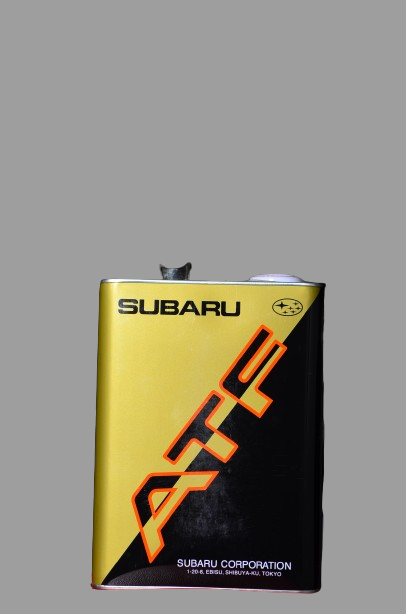 SUBARU
ATF
SUBARU CORPORATION
1-20-8, EBISU, SHIBUYA-KU, TOKYO